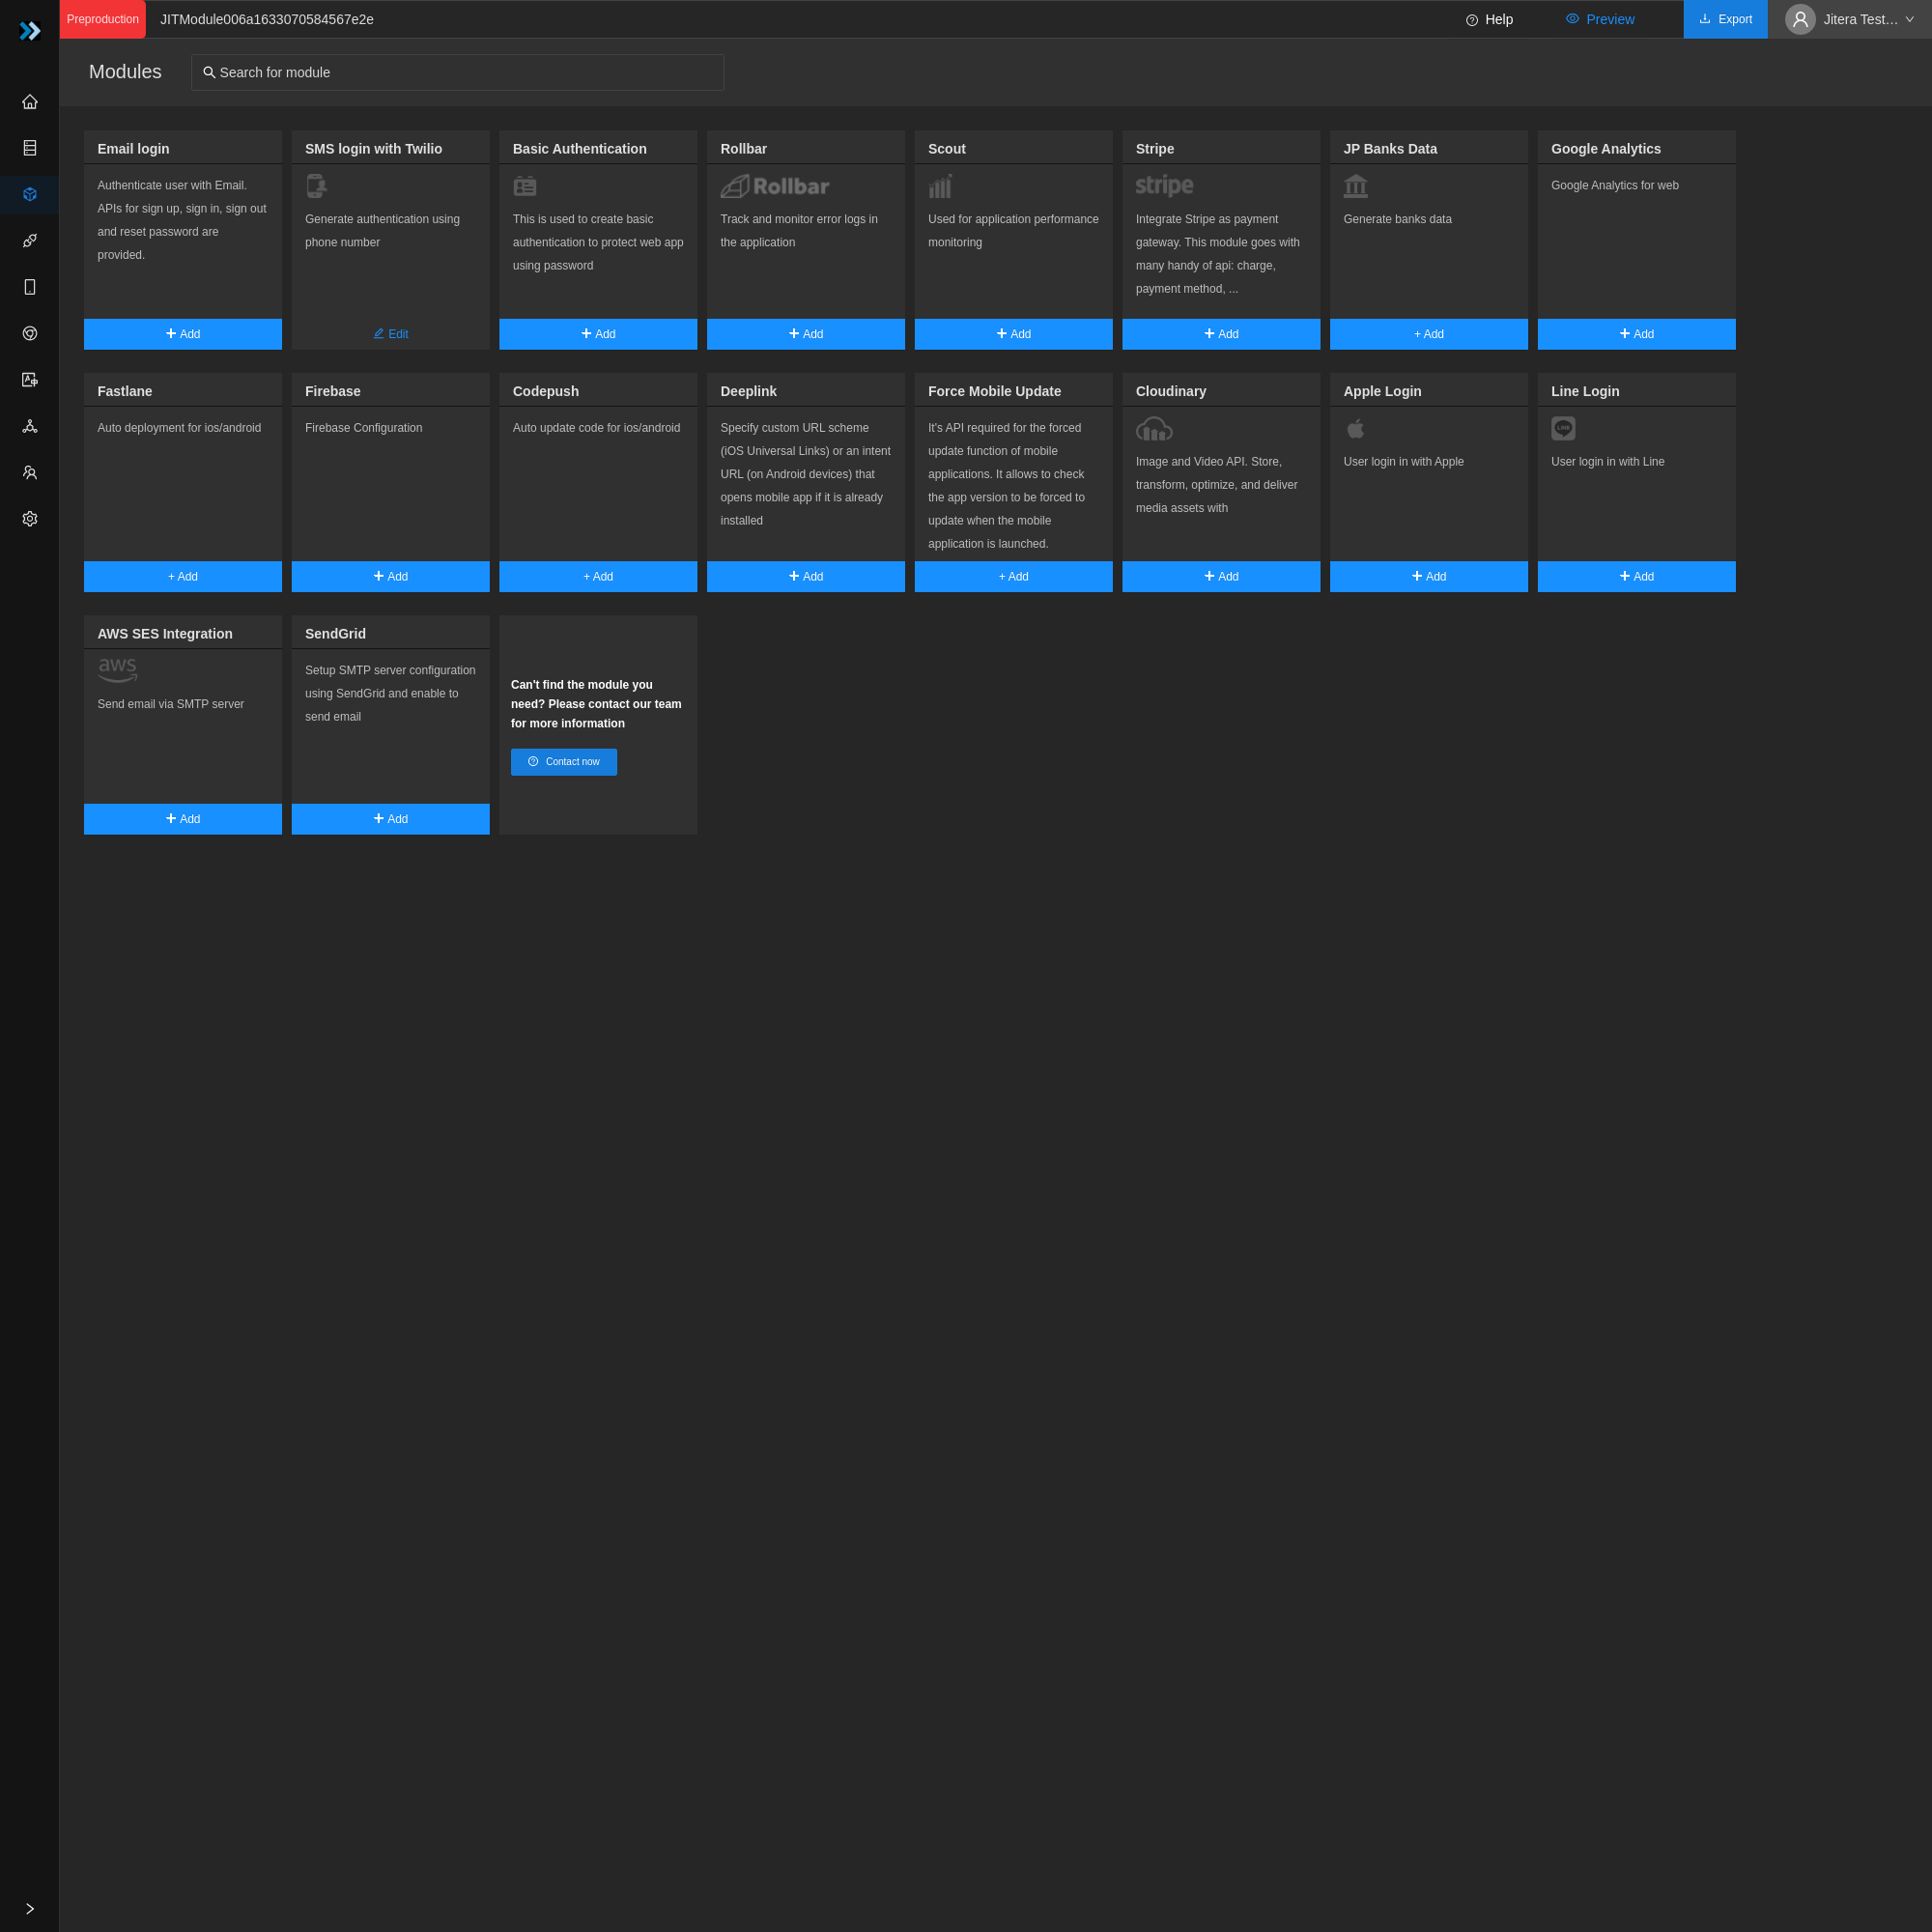 Preproduction
JITModule006a1633070584567e2e
Help
Preview
Export
Jitera Test…
Modules
Search for module
Email login
Authenticate user with Email.
APIs for sign up, sign in, sign out
and reset password are
provided.
Add
SMS login with Twilio
Generate authentication using
phone number
Edit
Basic Authentication
This is used to create basic
authentication to protect web app
using password
Add
Rollbar
Rollbar
Track and monitor error logs in
the application
Add
Scout
Used for application performance
monitoring
Add
Stripe
stripe
Integrate Stripe as payment
gateway. This module goes with
many handy of api: charge,
payment method, ...
Add
JP Banks Data
Generate banks data
+ Add
Google Analytics
Google Analytics for web
Add
Fastlane
Auto deployment for ios/android
+ Add
Firebase
Firebase Configuration
Add
Codepush
Auto update code for ios/android
+ Add
Deeplink
Specify custom URL scheme
(iOS Universal Links) or an intent
URL (on Android devices) that
opens mobile app if it is already
installed
Add
Force Mobile Update
It's API required for the forced
update function of mobile
applications. It allows to check
the app version to be forced to
update when the mobile
application is launched.
+ Add
Cloudinary
Image and Video API. Store,
transform, optimize, and deliver
media assets with
Add
Apple Login
User login in with Apple
Add
Line Login
LINE
User login in with Line
Add
AWS SES Integration
aws
Send email via SMTP server
Add
SendGrid
Setup SMTP server configuration
using SendGrid and enable to
send email
Add
Can't find the module you
need? Please contact our team
for more information
Contact now